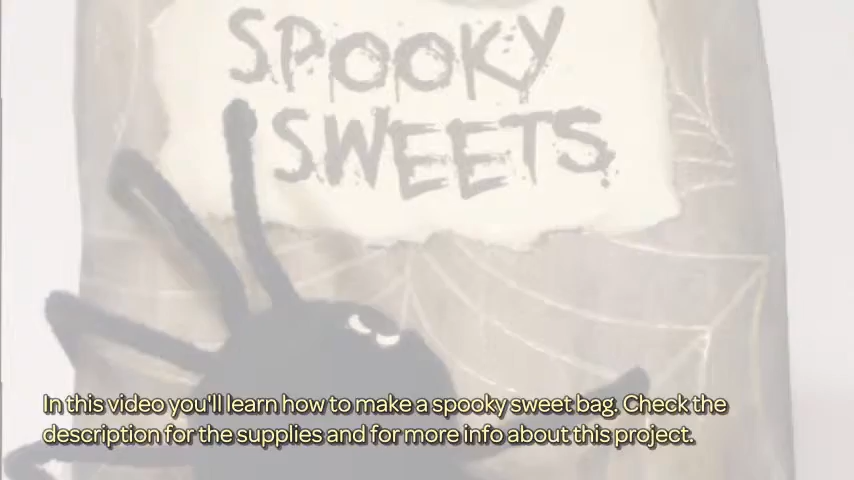 SPOOKY
SWEETS
In this video you'll learn how to make a spooky sweet bag. Check the
description for the supplies and for more info about this project.